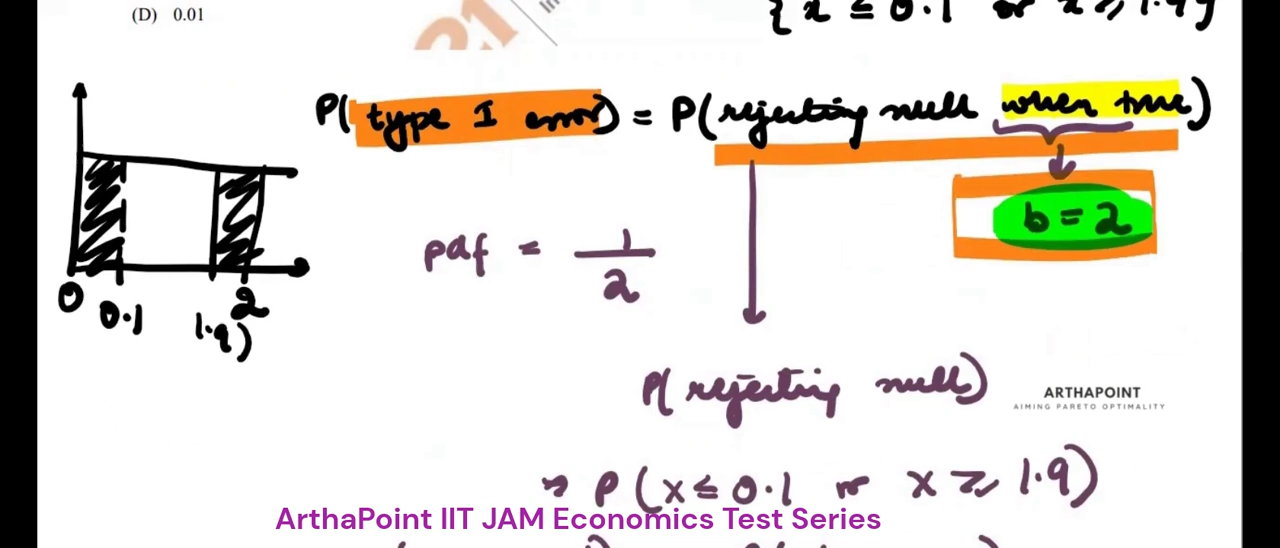 (D) 0.01
{x ≤ 0.1 or x ≥ 1.9}
P(type I error) = P(rejecting null when true)
b = 2
pdf = 1/2
0 0.1 1.9) 2
P(rejecting null)
ARTHAPOINT
AIMING PARETO OPTIMALITY
→ P(x ≤ 0.1 or x ≥ 1.9)
ArthaPoint IIT JAM Economics Test Series